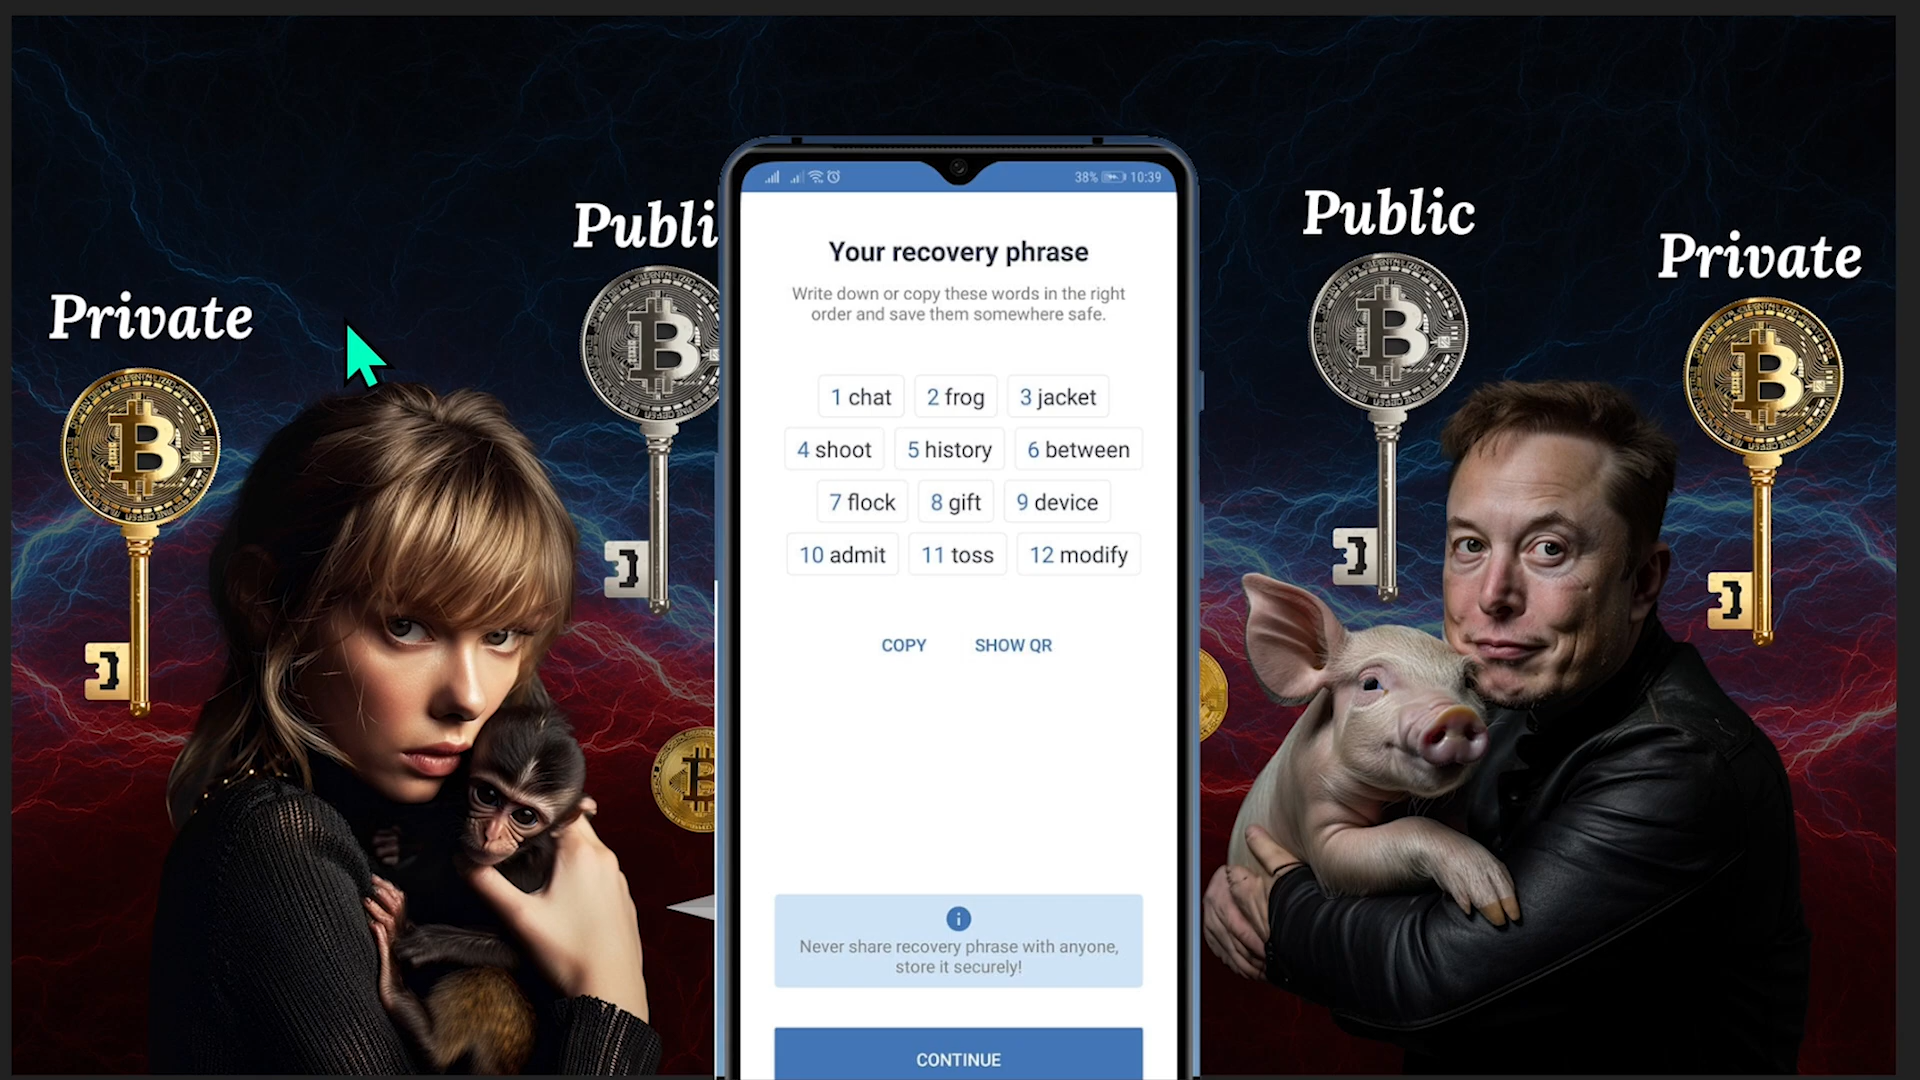 Private
Publi
Public
Private
38% 10:39
Your recovery phrase
Write down or copy these words in the right
order and save them somewhere safe.
1 chat 2 frog 3 jacket
4 shoot 5 history 6 between
7 flock 8 gift 9 device
10 admit 11 toss 12 modify
COPY SHOW QR
Never share recovery phrase with anyone,
store it securely!
CONTINUE